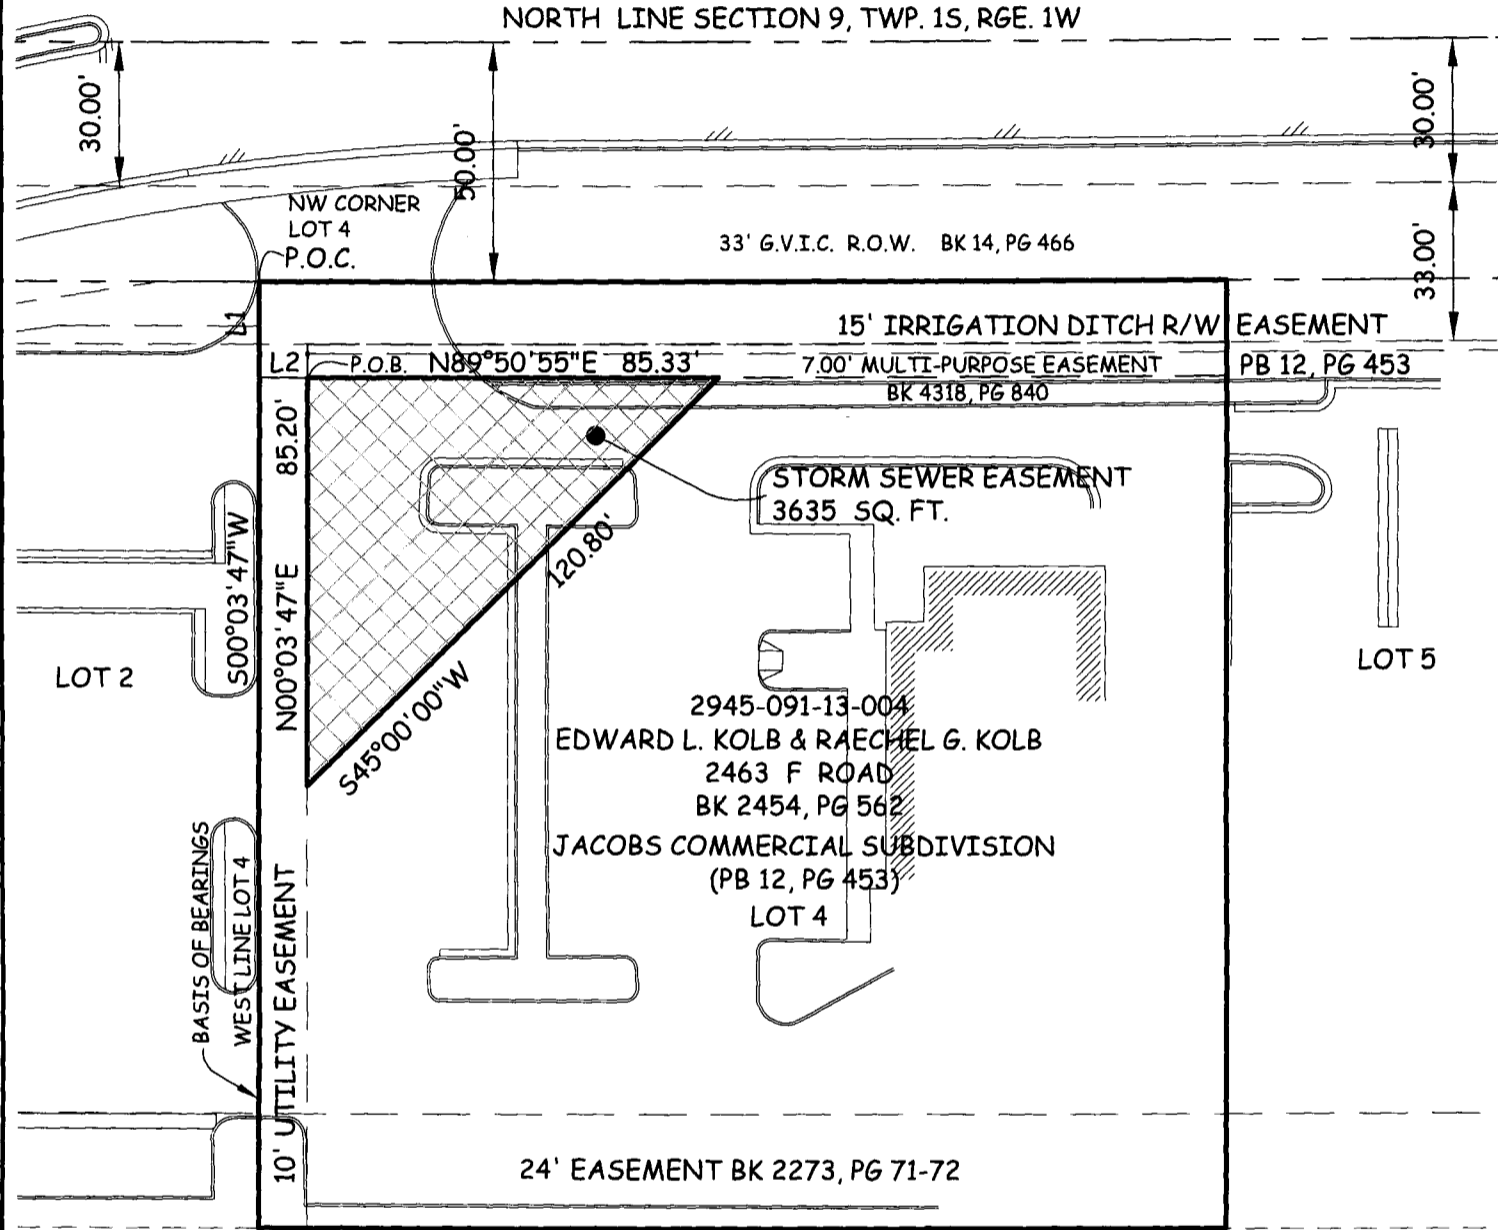 NORTH LINE SECTION 9, TWP. 1S, RGE. 1W
30.00'
50.00'
30.00'
NW CORNER
LOT 4
P.O.C.
33' G.V.I.C. R.O.W. BK 14, PG 466
33.00'
L1
15' IRRIGATION DITCH R/W EASEMENT
L2
P.O.B. N89°50'55"E 85.33'
7.00' MULTI-PURPOSE EASEMENT
PB 12, PG 453
BK 4318, PG 840
85.20'
N00°03'47"E
S00°03'47"W
STORM SEWER EASEMENT
3635 SQ. FT.
120.80'
S45°00'00"W
LOT 2
LOT 5
2945-091-13-004
EDWARD L. KOLB & RAECHEL G. KOLB
2463 F ROAD
BK 2454, PG 562
JACOBS COMMERCIAL SUBDIVISION
(PB 12, PG 453)
LOT 4
BASIS OF BEARINGS
WEST LINE LOT 4
10' UTILITY EASEMENT
24' EASEMENT BK 2273, PG 71-72